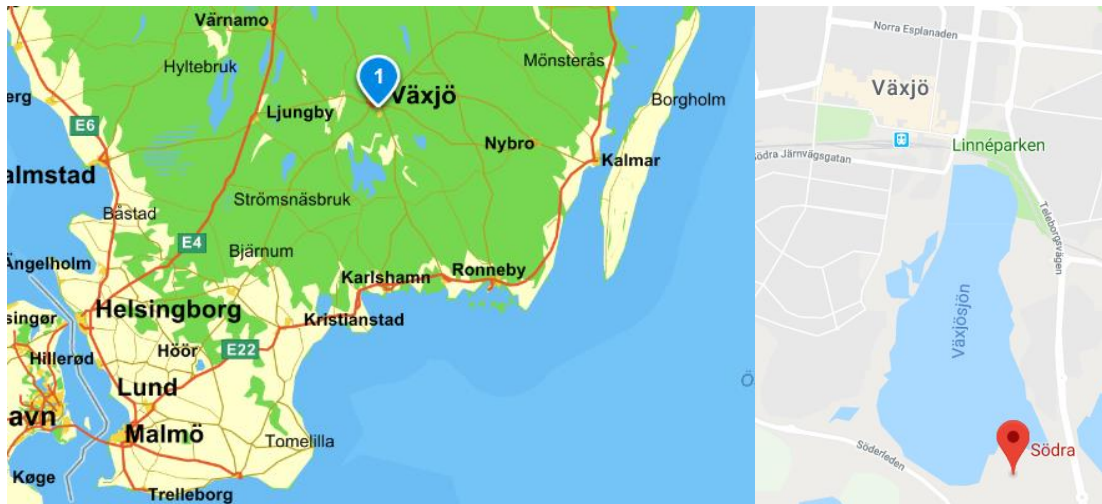 Värnamo
Hyltebruk
Mönsterås
1
Växjö
Borgholm
erg
Ljungby
E6
Nybro
Kalmar
almstad
Strömsnäsbruk
Båstad
E4
Bjärnum
Ängelholm
Karlshamn
Ronneby
Helsingborg
singør
Kristianstad
Höör
E22
Hillerød
Lund
Ö
avn
Malmö
Tomelilla
Køge
Trelleborg
Norra Esplanaden
Växjö
Linnéparken
Södra Järnvägsgatan
Teleborgsvägen
Växjösjön
Södra
Söderleden